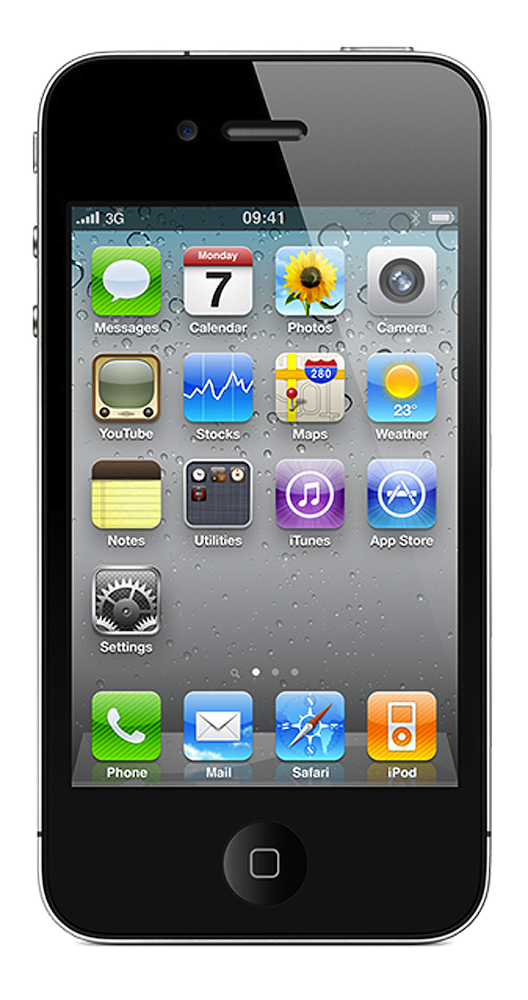 3G 09:41
Monday
7
Messages Calendar Photos Camera
280
23°
YouTube Stocks Maps Weather
Notes Utilities iTunes App Store
Settings
Phone Mail Safari iPod